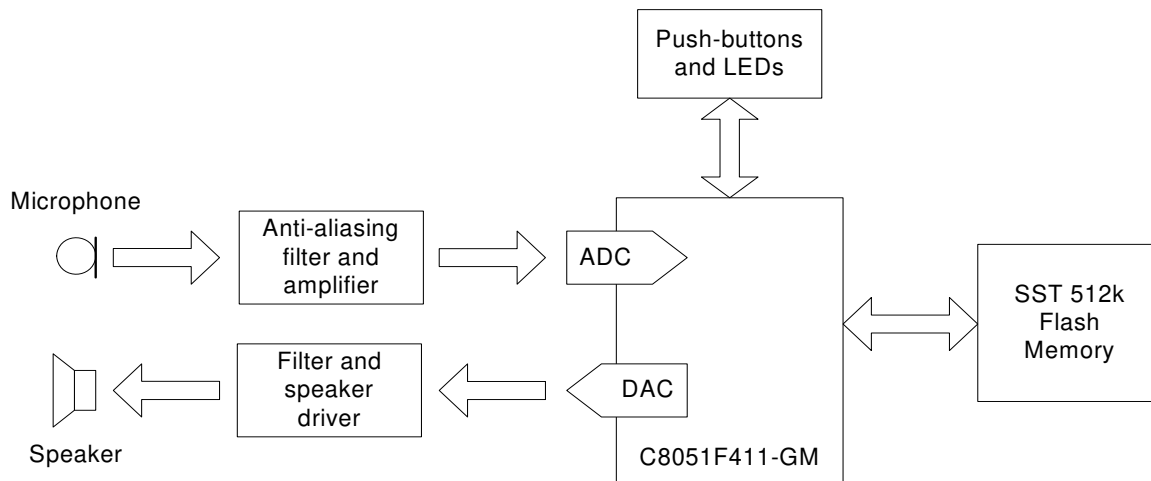 Push-buttons
and LEDs
Microphone
Anti-aliasing
filter and
amplifier
ADC
SST 512k
Flash
Memory
Filter and
speaker
driver
DAC
Speaker
C8051F411-GM